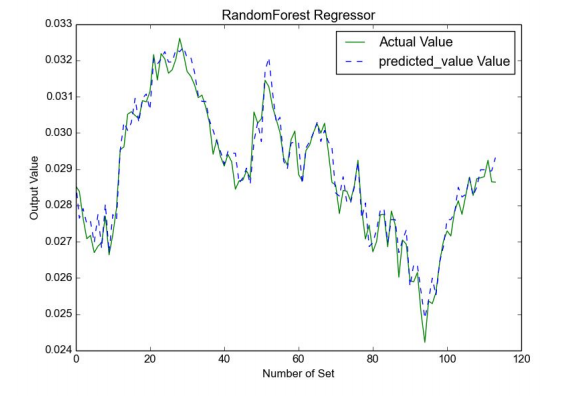 RandomForest Regressor
Actual Value
predicted_value Value
Output Value
0.033
0.032
0.031
0.030
0.029
0.028
0.027
0.026
0.025
0.024
0 20 40 60 80 100 120
Number of Set